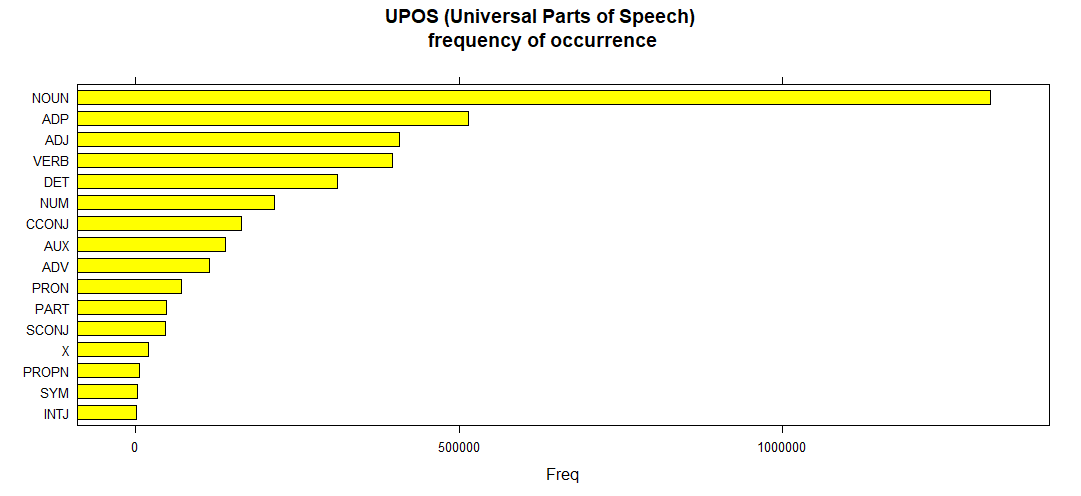 UPOS (Universal Parts of Speech)
frequency of occurrence
NOUN
ADP
ADJ
VERB
DET
NUM
CCONJ
AUX
ADV
PRON
PART
SCONJ
X
PROPN
SYM
INTJ
0 500000 1000000
Freq